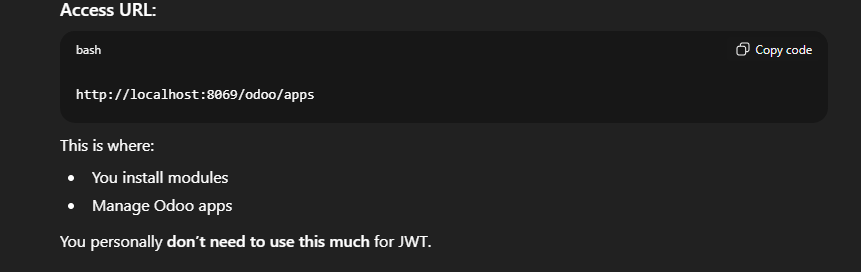 Access URL:
bash
Copy code
http://localhost:8069/odoo/apps
This is where:
You install modules
Manage Odoo apps
You personally don’t need to use this much for JWT.